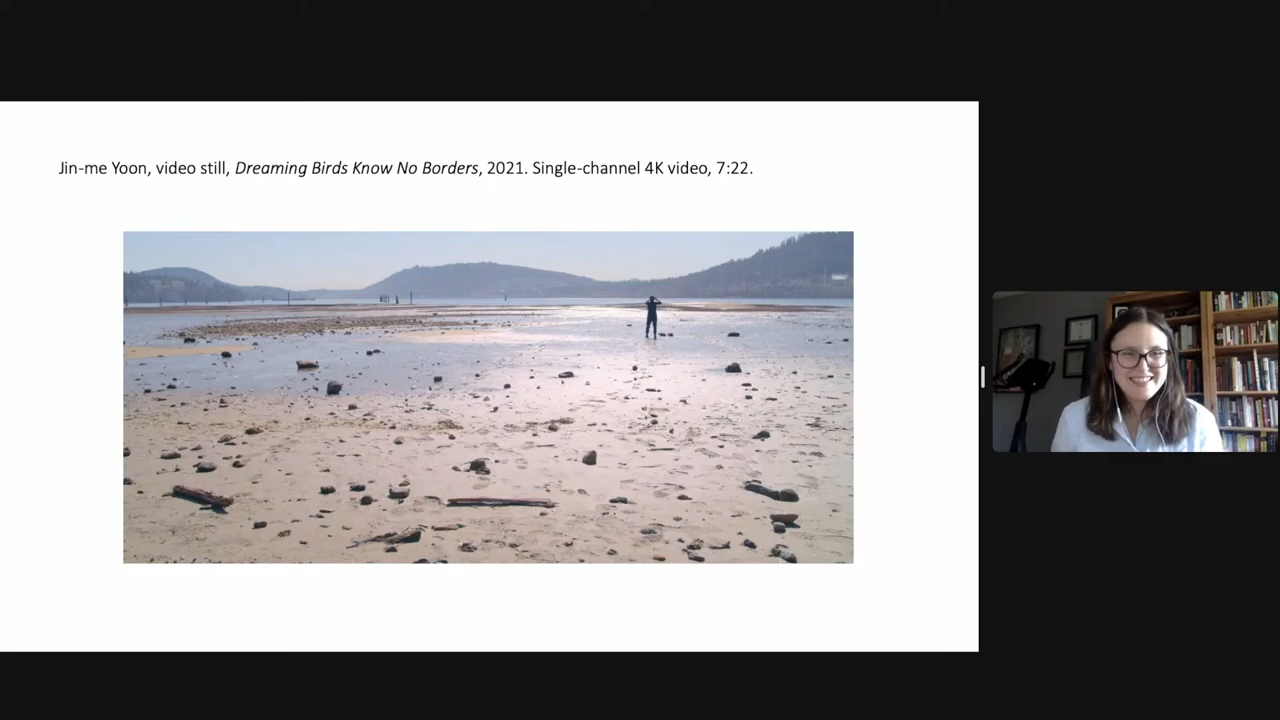 Jin-me Yoon, video still, Dreaming Birds Know No Borders, 2021. Single-channel 4K video, 7:22.